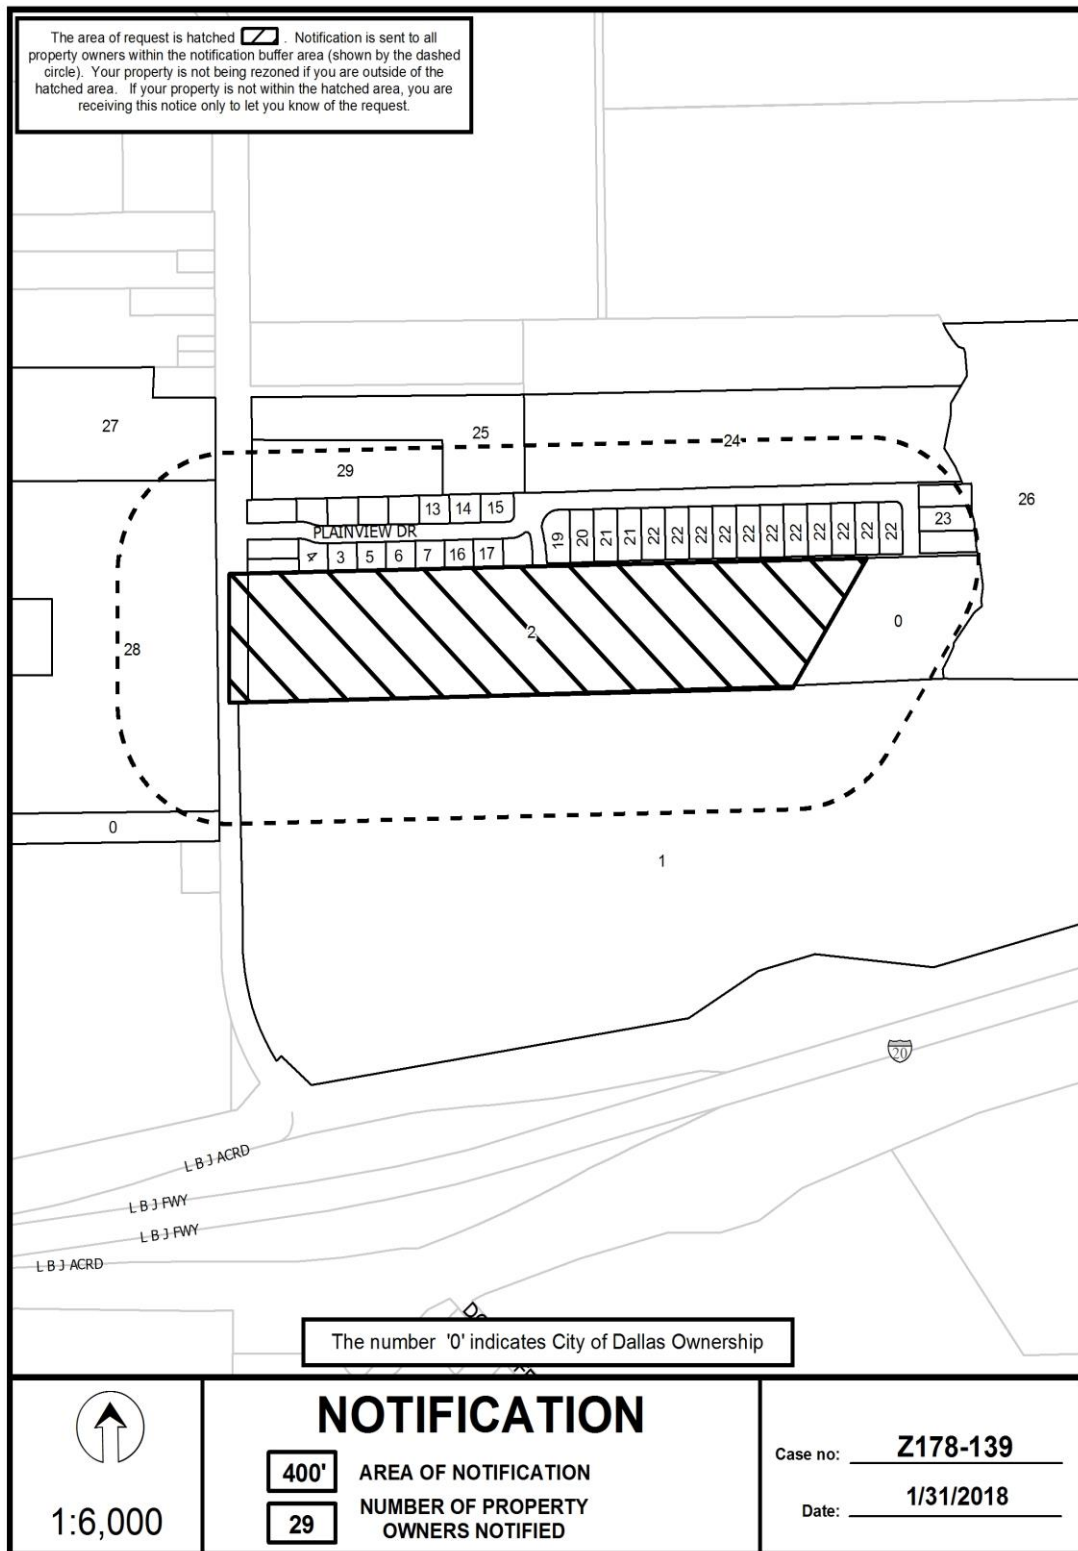 The area of request is hatched . Notification is sent to all
property owners within the notification buffer area (shown by the dashed
circle). Your property is not being rezoned if you are outside of the
hatched area. If your property is not within the hatched area, you are
receiving this notice only to let you know of the request.
27
25
24
29
26
13 14 15
23
PLAINVIEW DR
19 20 21 21 22 22 22 22 22 22 22 22 22 22 22
4 3 5 6 7 16 17
2
0
28
0
1
20
L B J ACRD
L B J FWY
L B J FWY
L B J ACRD
The number '0' indicates City of Dallas Ownership
1:6,000
NOTIFICATION
400' AREA OF NOTIFICATION
29 NUMBER OF PROPERTY
OWNERS NOTIFIED
Case no: Z178-139
Date: 1/31/2018